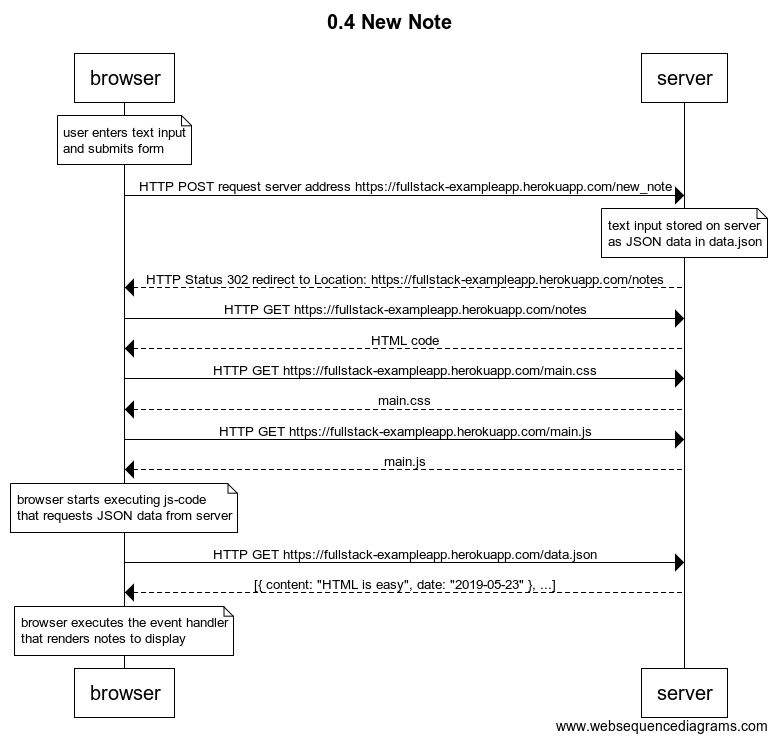 0.4 New Note
browser
server
user enters text input
and submits form
HTTP POST request server address https://fullstack-exampleapp.herokuapp.com/new_note
text input stored on server
as JSON data in data.json
HTTP Status 302 redirect to Location: https://fullstack-exampleapp.herokuapp.com/notes
HTTP GET https://fullstack-exampleapp.herokuapp.com/notes
HTML code
HTTP GET https://fullstack-exampleapp.herokuapp.com/main.css
main.css
HTTP GET https://fullstack-exampleapp.herokuapp.com/main.js
main.js
browser starts executing js-code
that requests JSON data from server
HTTP GET https://fullstack-exampleapp.herokuapp.com/data.json
[{ content: "HTML is easy", date: "2019-05-23" }, ...]
browser executes the event handler
that renders notes to display
browser
server
www.websequencediagrams.com